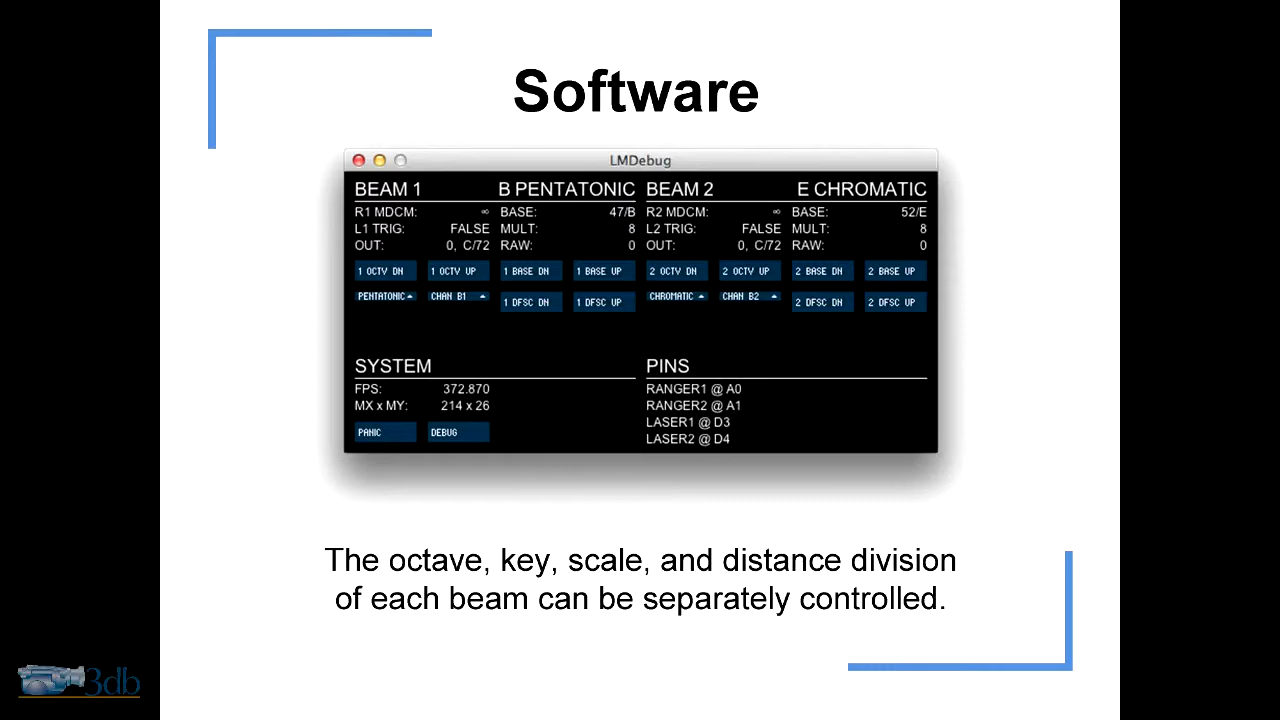 Software
LMDebug
BEAM 1 B PENTATONIC BEAM 2 E CHROMATIC
R1 MDCM: ∞ BASE: 47/B R2 MDCM: ∞ BASE: 52/E
L1 TRIG: FALSE MULT: 8 L2 TRIG: FALSE MULT: 8
OUT: 0, C/72 RAW: 0 OUT: 0, C/72 RAW: 0
1 OCTV DN 1 OCTV UP 1 BASE DN 1 BASE UP 2 OCTV DN 2 OCTV UP 2 BASE DN 2 BASE UP
PENTATONIC CHAN B1 1 DFSC DN 1 DFSC UP CHROMATIC CHAN B2 2 DFSC DN 2 DFSC UP
SYSTEM PINS
FPS: 372.870 RANGER1 @ A0
MX x MY: 214 x 26 RANGER2 @ A1
LASER1 @ D3
PANIC DEBUG LASER2 @ D4
The octave, key, scale, and distance division
of each beam can be separately controlled.
3db